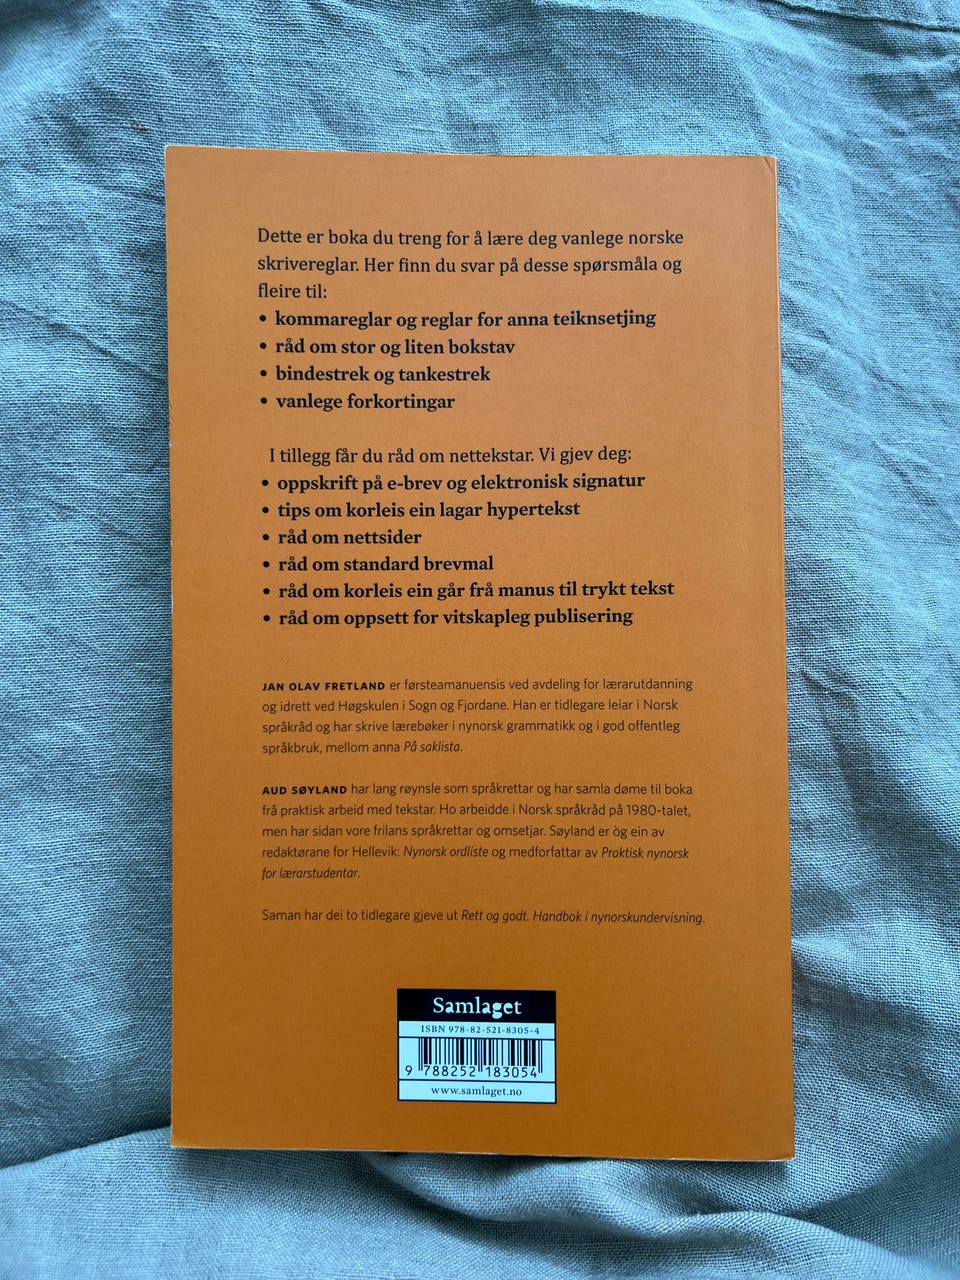 Dette er boka du treng for å lære deg vanlege norske
skrivereglar. Her finn du svar på desse spørsmåla og
fleire til:
• kommareglar og reglar for anna teiknsetjing
• råd om stor og liten bokstav
• bindestrek og tankestrek
• vanlege forkortingar
I tillegg får du råd om nettekstar. Vi gjev deg:
• oppskrift på e-brev og elektronisk signatur
• tips om korleis ein lagar hypertekst
• råd om nettsider
• råd om standard brevmal
• råd om korleis ein går frå manus til trykt tekst
• råd om oppsett for vitskapleg publisering
JAN OLAV FRETLAND er førsteamanuensis ved avdeling for lærarutdanning
og idrett ved Høgskulen i Sogn og Fjordane. Han er tidlegare leiar i Norsk
språkråd og har skrive lærebøker i nynorsk grammatikk og i god offentleg
språkbruk, mellom anna På saklista.
AUD SØYLAND har lang røynsle som språkrettar og har samla døme til boka
frå praktisk arbeid med tekstar. Ho arbeidde i Norsk språkråd på 1980-talet,
men har sidan vore frilans språkrettar og omsetjar. Søyland er òg ein av
redaktørane for Hellevik: Nynorsk ordliste og medforfattar av Praktisk nynorsk
for lærarstudentar.
Saman har dei to tidlegare gjeve ut Rett og godt. Handbok i nynorskundervisning.
Samlaget
ISBN 978-82-521-8305-4
9 788252 183054
www.samlaget.no